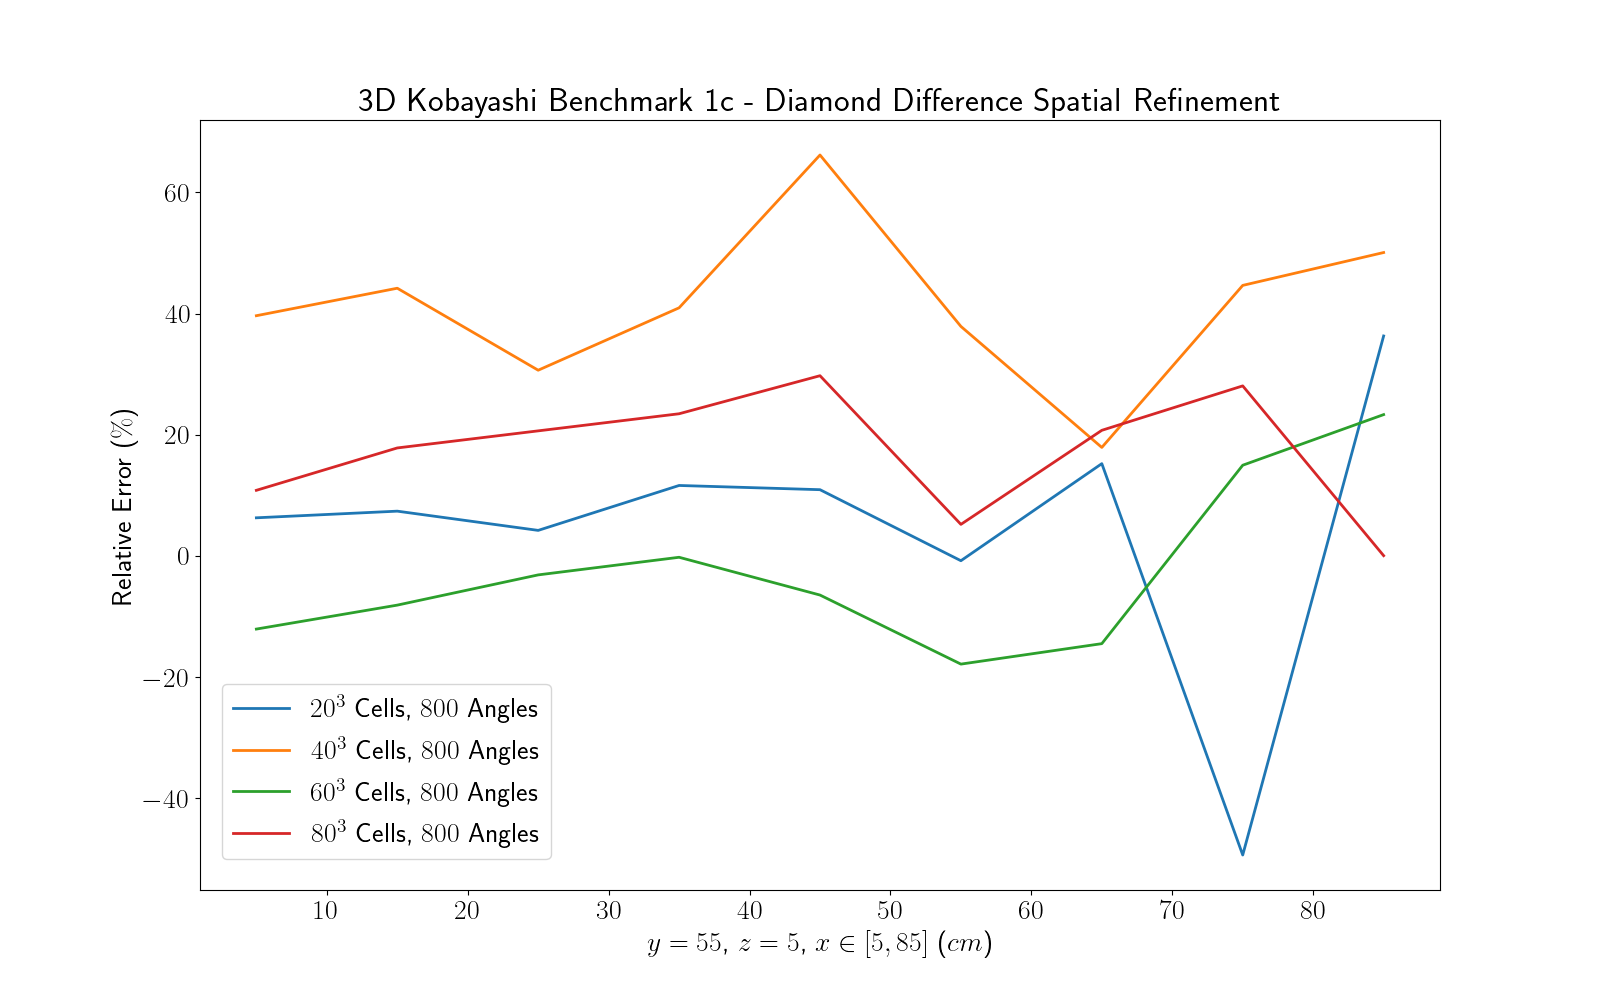 3D Kobayashi Benchmark 1c - Diamond Difference Spatial Refinement
Relative Error (%)
60
40
20
0
−20
−40
20³ Cells, 800 Angles
40³ Cells, 800 Angles
60³ Cells, 800 Angles
80³ Cells, 800 Angles
10 20 30 40 50 60 70 80
y = 55, z = 5, x ∈ [5, 85] (cm)